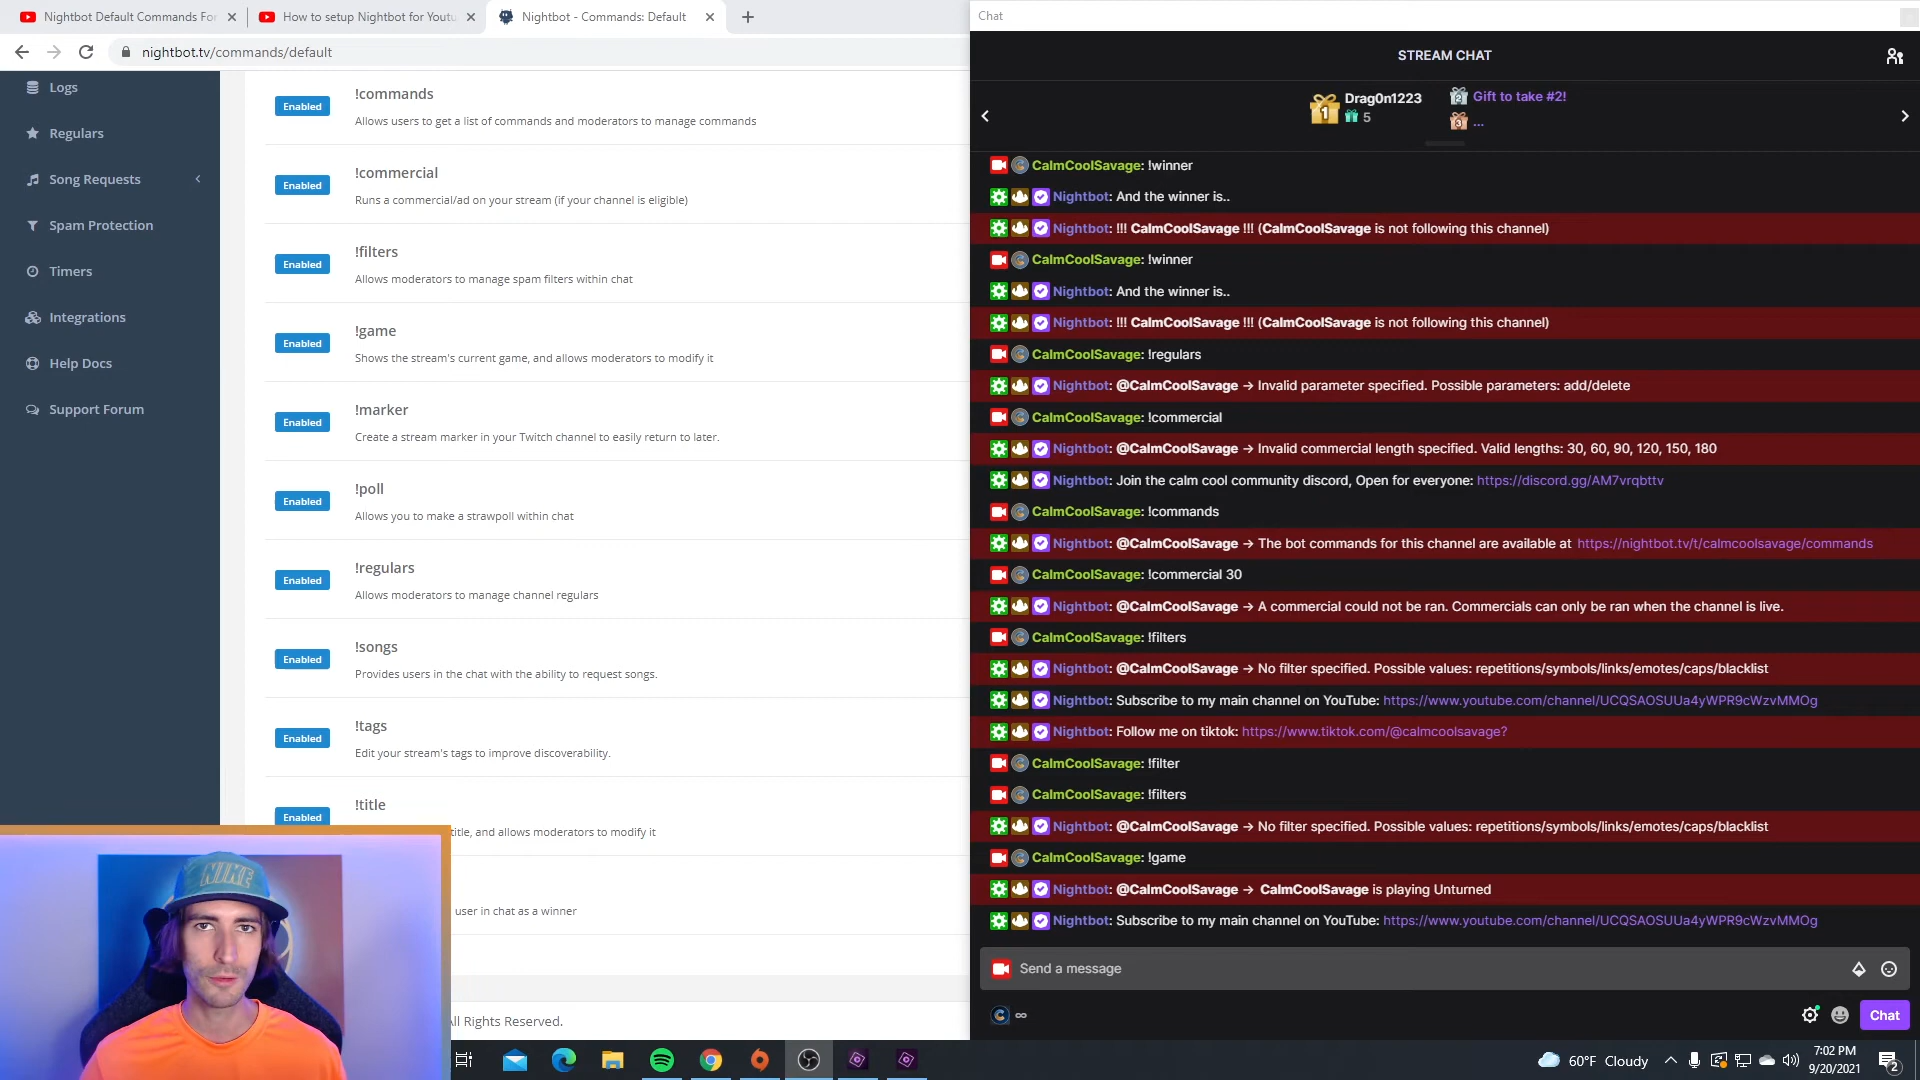 Nightbot Default Commands For
How to setup Nightbot for Youtu
Nightbot - Commands: Default
nightbot.tv/commands/default
Logs
Regulars
Song Requests
Spam Protection
Timers
Integrations
Help Docs
Support Forum
Enabled
!commands
Allows users to get a list of commands and moderators to manage commands
Enabled
!commercial
Runs a commercial/ad on your stream (if your channel is eligible)
Enabled
!filters
Allows moderators to manage spam filters within chat
Enabled
!game
Shows the stream's current game, and allows moderators to modify it
Enabled
!marker
Create a stream marker in your Twitch channel to easily return to later.
Enabled
!poll
Allows you to make a strawpoll within chat
Enabled
!regulars
Allows moderators to manage channel regulars
Enabled
!songs
Provides users in the chat with the ability to request songs.
Enabled
!tags
Edit your stream's tags to improve discoverability.
Enabled
!title
title, and allows moderators to modify it
user in chat as a winner
All Rights Reserved.
NIKE
Chat
STREAM CHAT
1 Drag0n1223
5
2 Gift to take #2!
3 ...
CalmCoolSavage: !winner
Nightbot: And the winner is..
Nightbot: !!! CalmCoolSavage !!! (CalmCoolSavage is not following this channel)
CalmCoolSavage: !winner
Nightbot: And the winner is..
Nightbot: !!! CalmCoolSavage !!! (CalmCoolSavage is not following this channel)
CalmCoolSavage: !regulars
Nightbot: @CalmCoolSavage → Invalid parameter specified. Possible parameters: add/delete
CalmCoolSavage: !commercial
Nightbot: @CalmCoolSavage → Invalid commercial length specified. Valid lengths: 30, 60, 90, 120, 150, 180
Nightbot: Join the calm cool community discord, Open for everyone: https://discord.gg/AM7vrqbttv
CalmCoolSavage: !commands
Nightbot: @CalmCoolSavage → The bot commands for this channel are available at https://nightbot.tv/t/calmcoolsavage/commands
CalmCoolSavage: !commercial 30
Nightbot: @CalmCoolSavage → A commercial could not be ran. Commercials can only be ran when the channel is live.
CalmCoolSavage: !filters
Nightbot: @CalmCoolSavage → No filter specified. Possible values: repetitions/symbols/links/emotes/caps/blacklist
Nightbot: Subscribe to my main channel on YouTube: https://www.youtube.com/channel/UCQSAOSUUa4yWPR9cWzvMMOg
Nightbot: Follow me on tiktok: https://www.tiktok.com/@calmcoolsavage?
CalmCoolSavage: !filter
CalmCoolSavage: !filters
Nightbot: @CalmCoolSavage → No filter specified. Possible values: repetitions/symbols/links/emotes/caps/blacklist
CalmCoolSavage: !game
Nightbot: @CalmCoolSavage → CalmCoolSavage is playing Unturned
Nightbot: Subscribe to my main channel on YouTube: https://www.youtube.com/channel/UCQSAOSUUa4yWPR9cWzvMMOg
Send a message
∞
Chat
60°F Cloudy
7:02 PM
9/20/2021
2